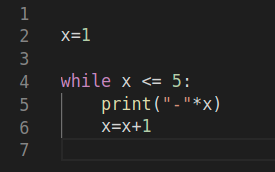 1
2 x=1
3
4 while x <= 5:
5     print("-"*x)
6     x=x+1
7